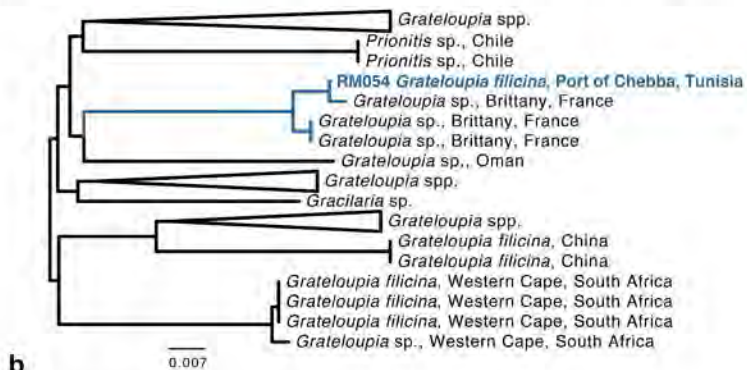 Grateloupia spp.
Prionitis sp., Chile
Prionitis sp., Chile
RM054 Grateloupia filicina, Port of Chebba, Tunisia
Grateloupia sp., Brittany, France
Grateloupia sp., Brittany, France
Grateloupia sp., Brittany, France
Grateloupia sp., Oman
Grateloupia spp.
Gracilaria sp.
Grateloupia spp.
Grateloupia filicina, China
Grateloupia filicina, China
Grateloupia filicina, Western Cape, South Africa
Grateloupia filicina, Western Cape, South Africa
Grateloupia filicina, Western Cape, South Africa
Grateloupia sp., Western Cape, South Africa
b
0.007